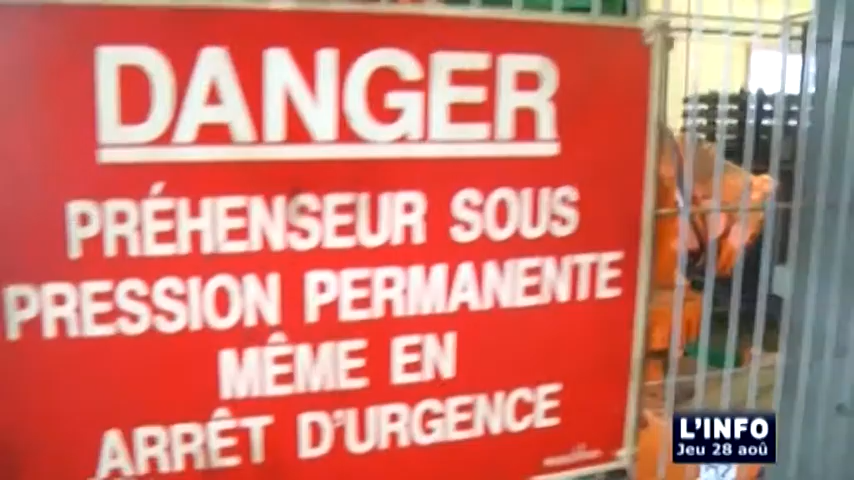 DANGER
PRÉHENSEUR SOUS
PRESSION PERMANENTE
MÊME EN
ARRÊT D'URGENCE
L'INFO
Jeu 28 aoû